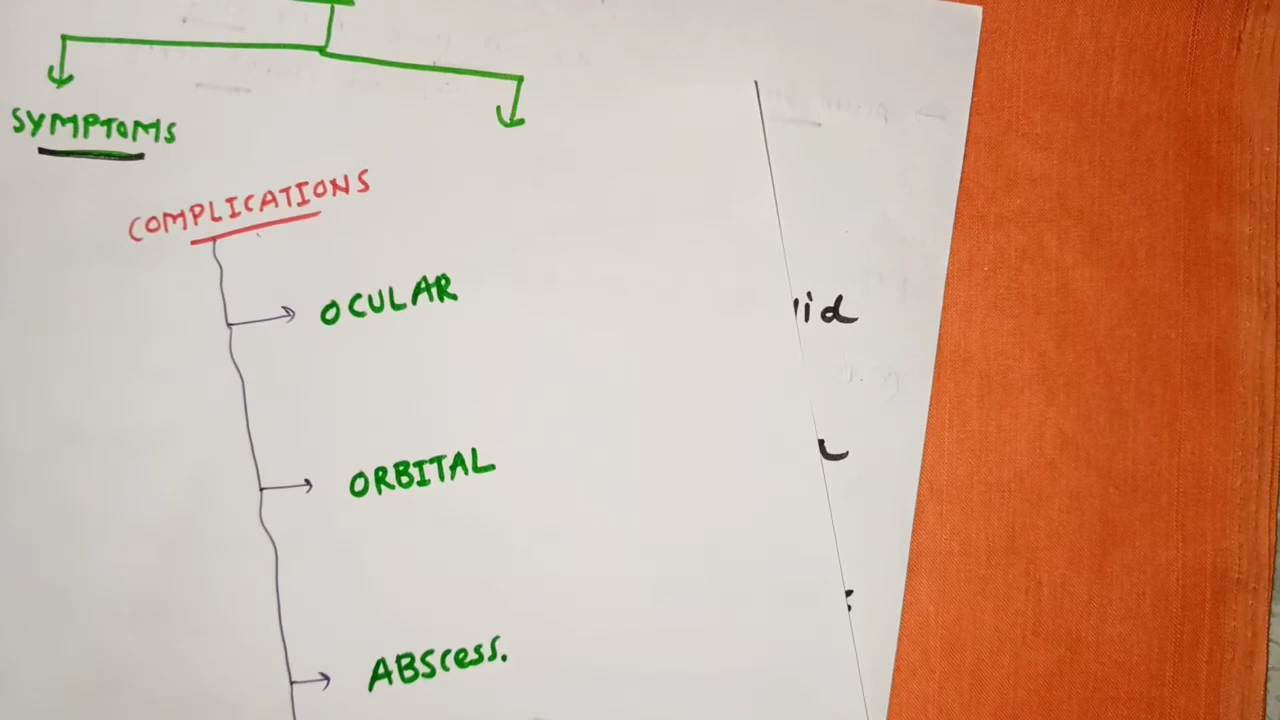 SYMPTOMS
COMPLICATIONS
OCULAR
ORBITAL
ABScess.